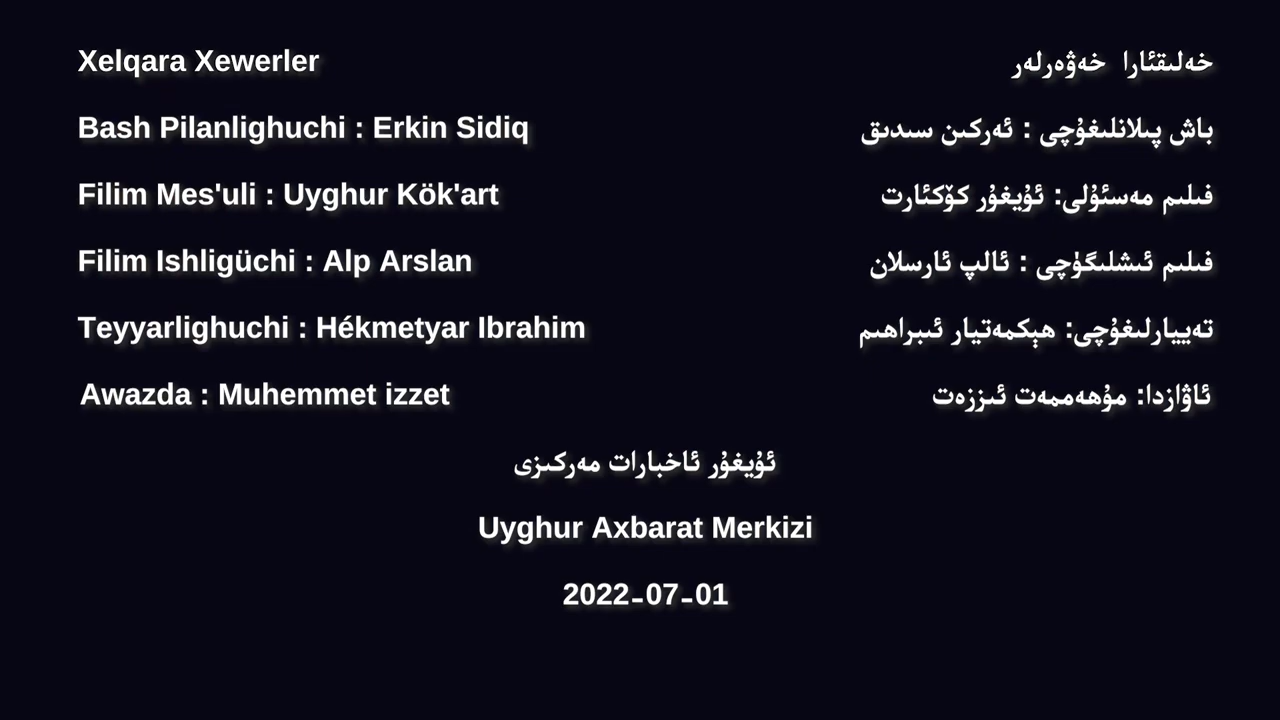 Xelqara Xewerler خەلىقئارا خەۋەرلەر
Bash Pilanlighuchi : Erkin Sidiq باش پىلانلىغۇچى : ئەركىن سىدىق
Filim Mes'uli : Uyghur Kök'art فىلىم مەسئۇلى: ئۇيغۇر كۆكئارت
Filim Ishligüchi : Alp Arslan فىلىم ئىشلىگۈچى : ئالپ ئارسلان
Teyyarlighuchi : Hékmetyar Ibrahim تەييارلىغۇچى: ھېكمەتيار ئىبراھىم
Awazda : Muhemmet izzet ئاۋازدا: مۇھەممەت ئىززەت
ئۇيغۇر ئاخبارات مەركىزى
Uyghur Axbarat Merkizi
2022-07-01